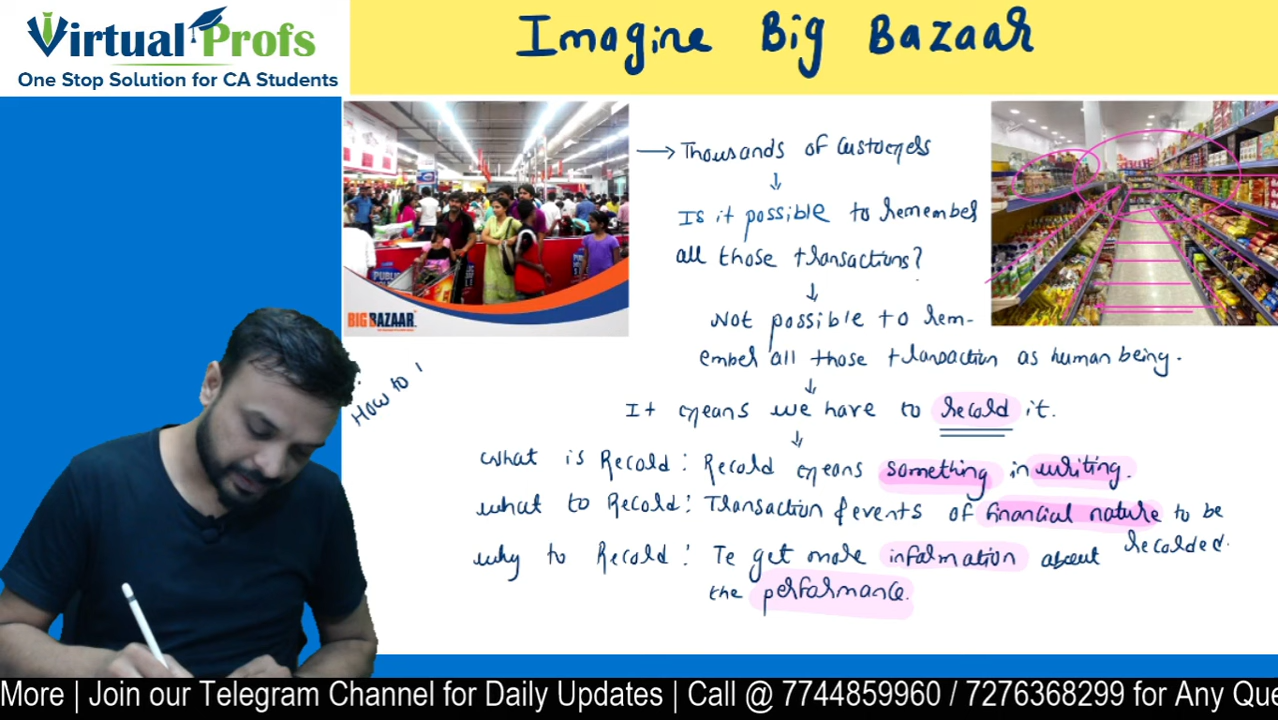 Virtual Profs
One Stop Solution for CA Students
Imagine Big Bazaar
→ Thousands of customers
↓
Is it possible to remember
all those transactions?
↓
Not possible to rem-
ember all those transaction as human being.
↓
It means we have to record it.
↓
What is Record: Record means something in writing.
what to Record: Transaction & events of financial nature to be
recorded.
why to Record: To get more information about
the performance.
BIG BAZAAR
How to
More | Join our Telegram Channel for Daily Updates | Call @ 7744859960 / 7276368299 for Any Que